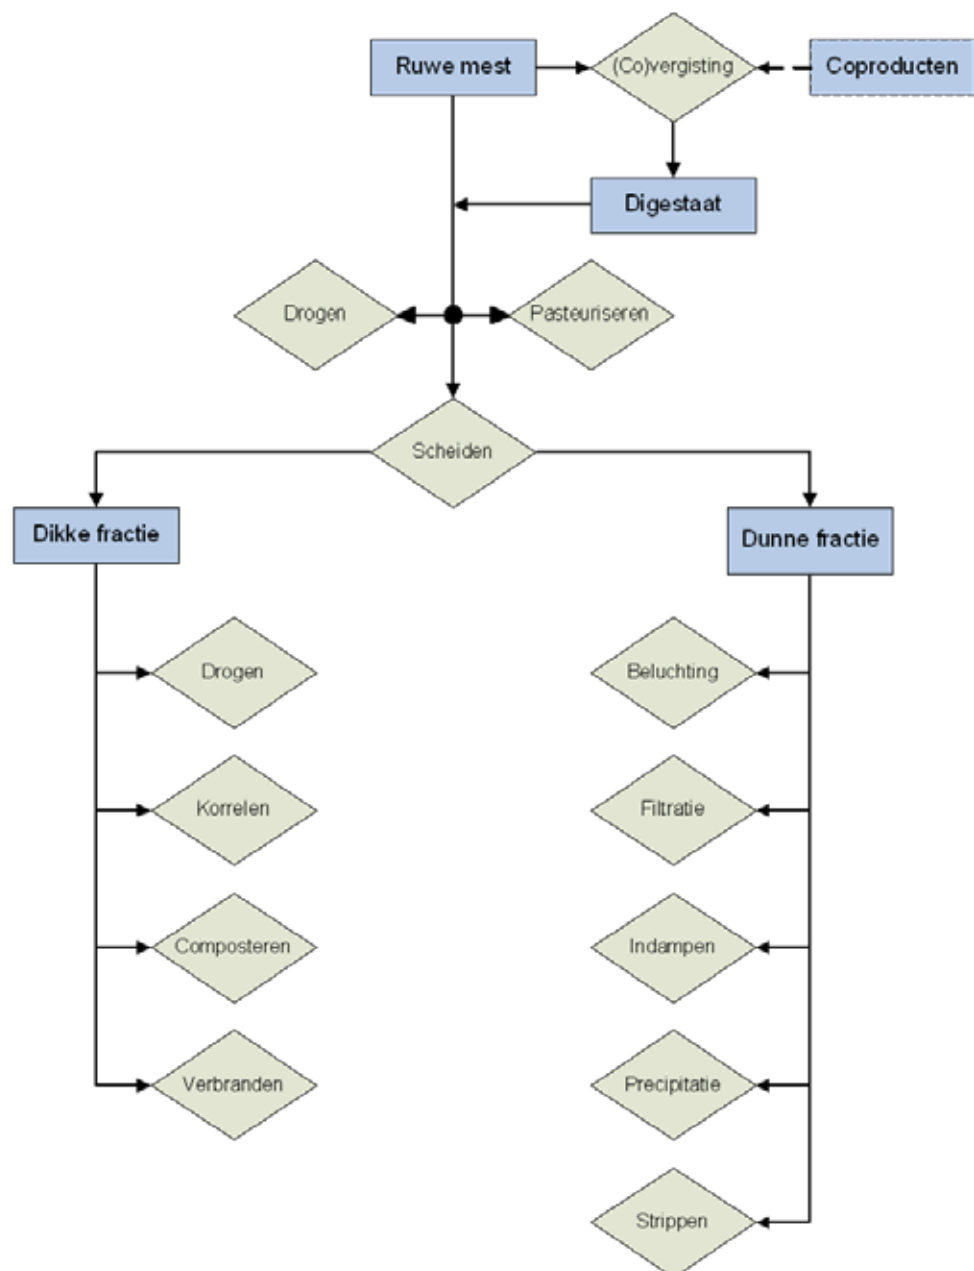 Ruwe mest
(Co)vergisting
Coproducten
Digestaat
Drogen
Pasteuriseren
Scheiden
Dikke fractie
Dunne fractie
Drogen
Beluchting
Korrelen
Filtratie
Composteren
Indampen
Verbranden
Precipitatie
Strippen